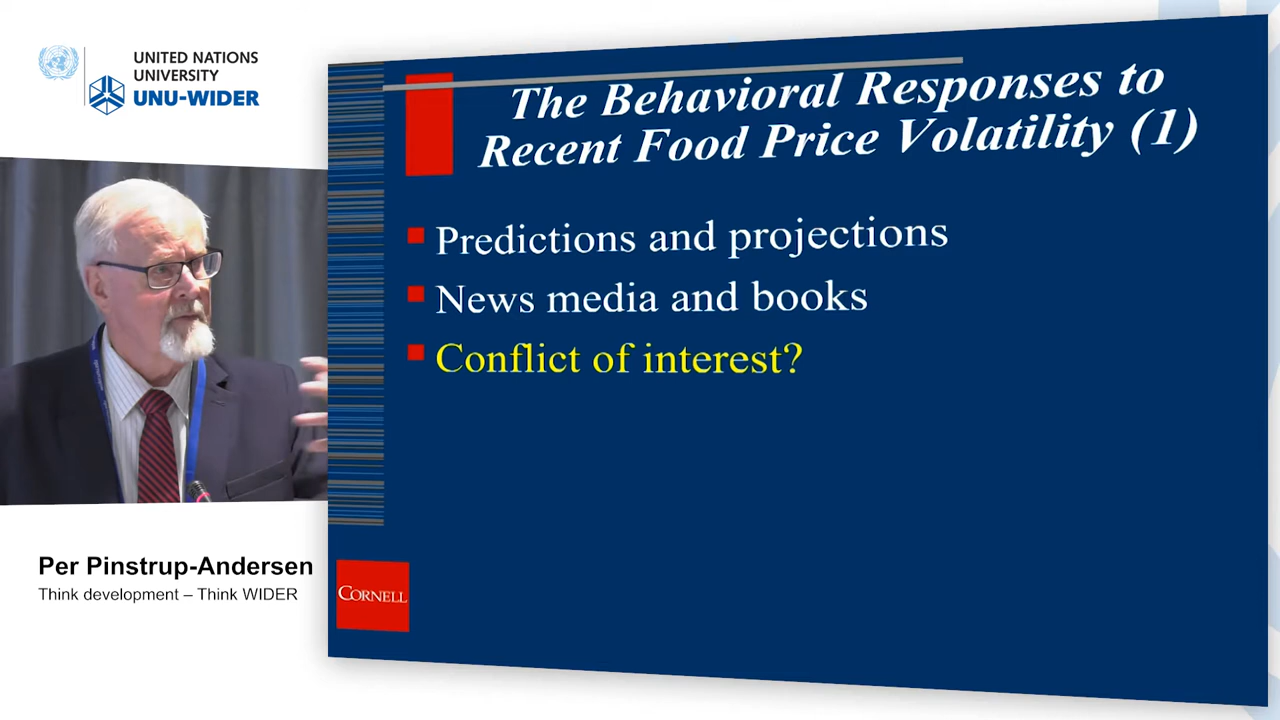 UNITED NATIONS
UNIVERSITY
UNU-WIDER
The Behavioral Responses to
Recent Food Price Volatility (1)
Predictions and projections
News media and books
Conflict of interest?
Per Pinstrup-Andersen
Think development – Think WIDER
CORNELL